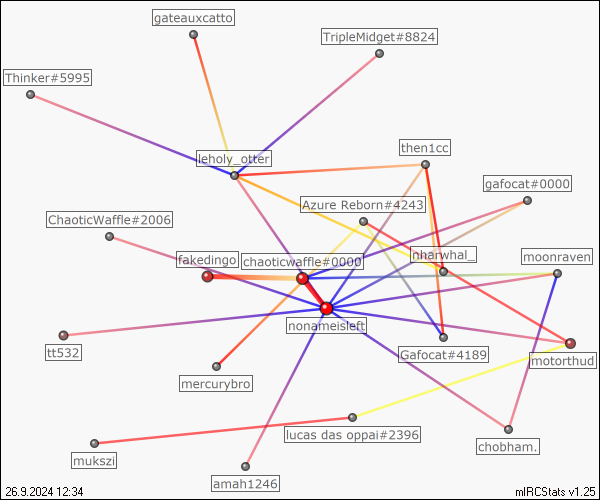 gateauxcatto
TripleMidget#8824
Thinker#5995
then1cc
leholy_otter
gafocat#0000
Azure Reborn#4243
ChaoticWaffle#2006
nharwhal_
moonraven
fakedingo
chaoticwaffle#0000
nonameisleft
tt532
Gafocat#4189
motorthud
mercurybro
lucas das oppai#2396
chobham.
mukszi
amah1246
26.9.2024 12:34
mIRCStats v1.25